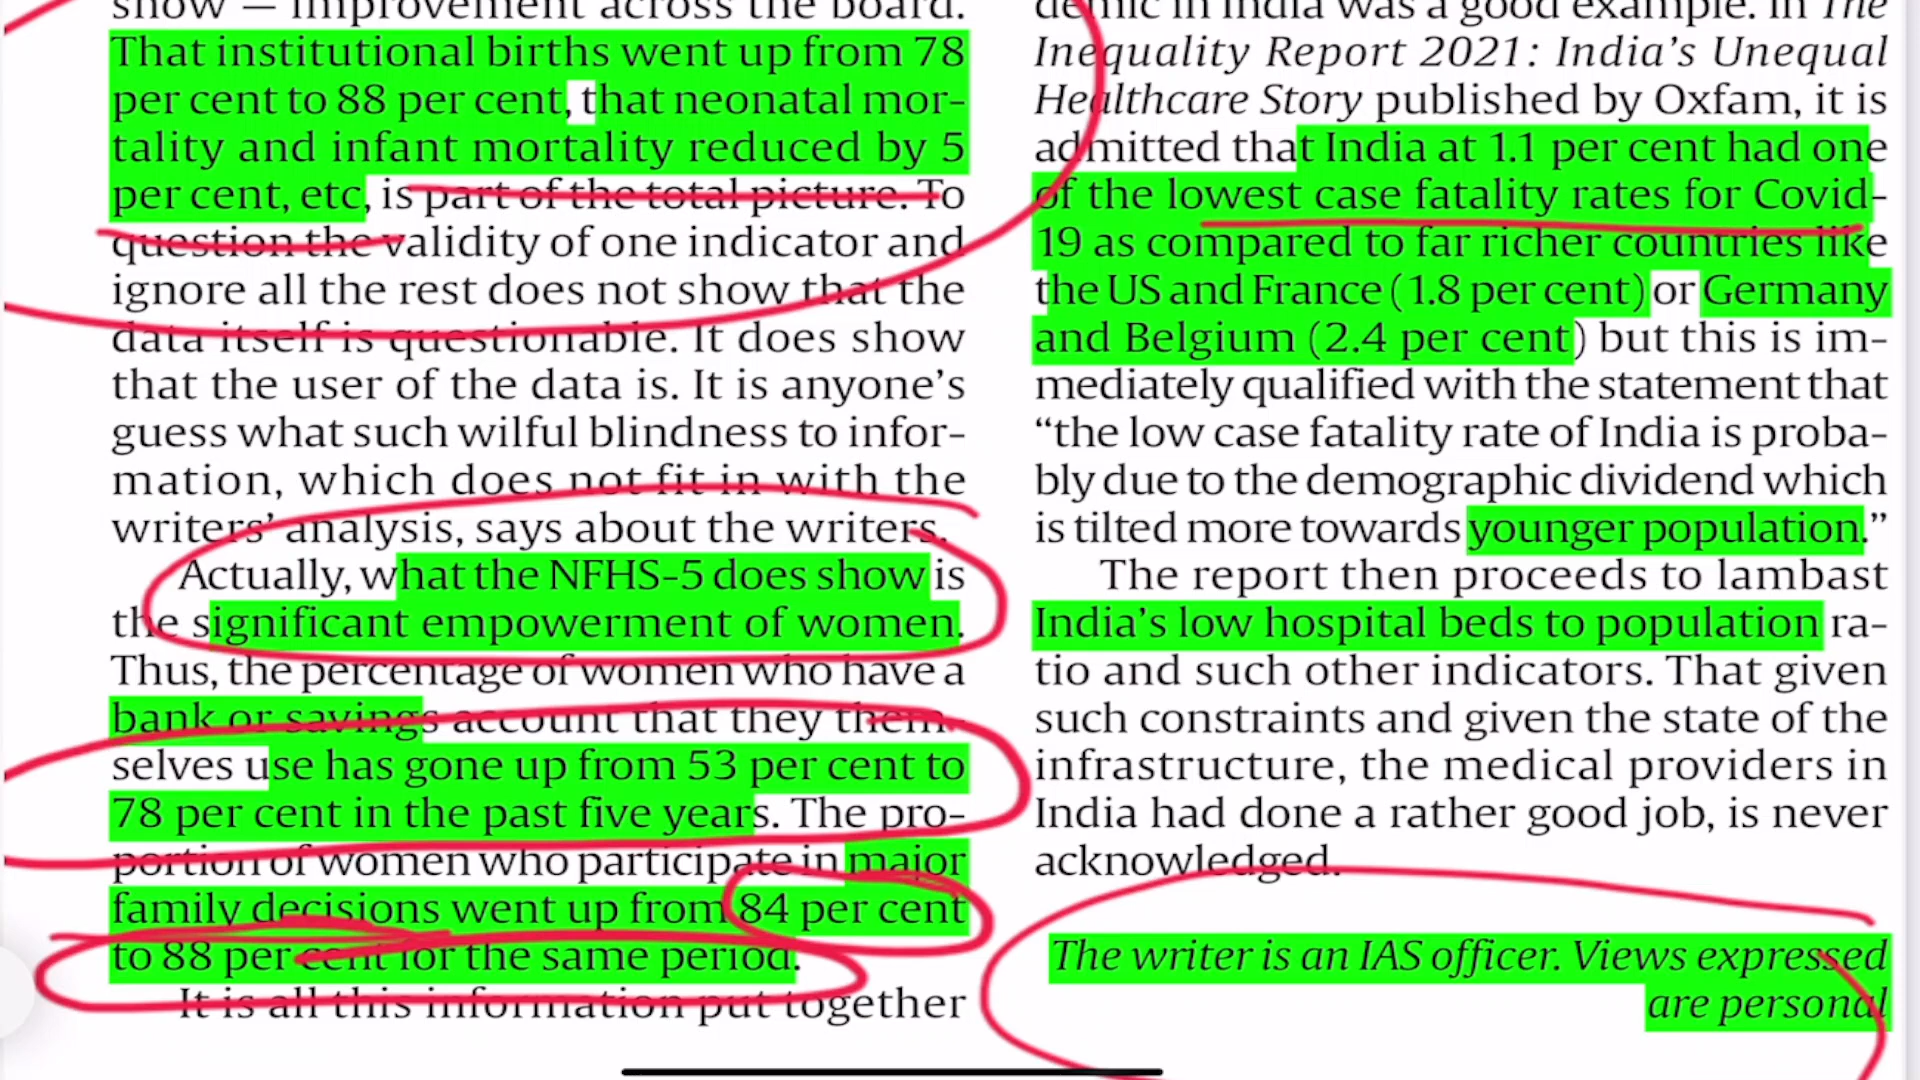 show — improvement across the board.
That institutional births went up from 78
per cent to 88 per cent, that neonatal mor-
tality and infant mortality reduced by 5
per cent, etc, is part of the total picture. To
question the validity of one indicator and
ignore all the rest does not show that the
data itself is questionable. It does show
that the user of the data is. It is anyone's
guess what such wilful blindness to infor-
mation, which does not fit in with the
writers' analysis, says about the writers.
Actually, what the NFHS-5 does show is
the significant empowerment of women.
Thus, the percentage of women who have a
bank or savings account that they them-
selves use has gone up from 53 per cent to
78 per cent in the past five years. The pro-
portion of women who participate in major
family decisions went up from 84 per cent
to 88 per cent for the same period.
It is all this information put together
demic in India was a good example. In The
Inequality Report 2021: India's Unequal
Healthcare Story published by Oxfam, it is
admitted that India at 1.1 per cent had one
of the lowest case fatality rates for Covid-
19 as compared to far richer countries like
the US and France (1.8 per cent) or Germany
and Belgium (2.4 per cent) but this is im-
mediately qualified with the statement that
“the low case fatality rate of India is proba-
bly due to the demographic dividend which
is tilted more towards younger population.”
The report then proceeds to lambast
India's low hospital beds to population ra-
tio and such other indicators. That given
such constraints and given the state of the
infrastructure, the medical providers in
India had done a rather good job, is never
acknowledged.
The writer is an IAS officer. Views expressed
are personal